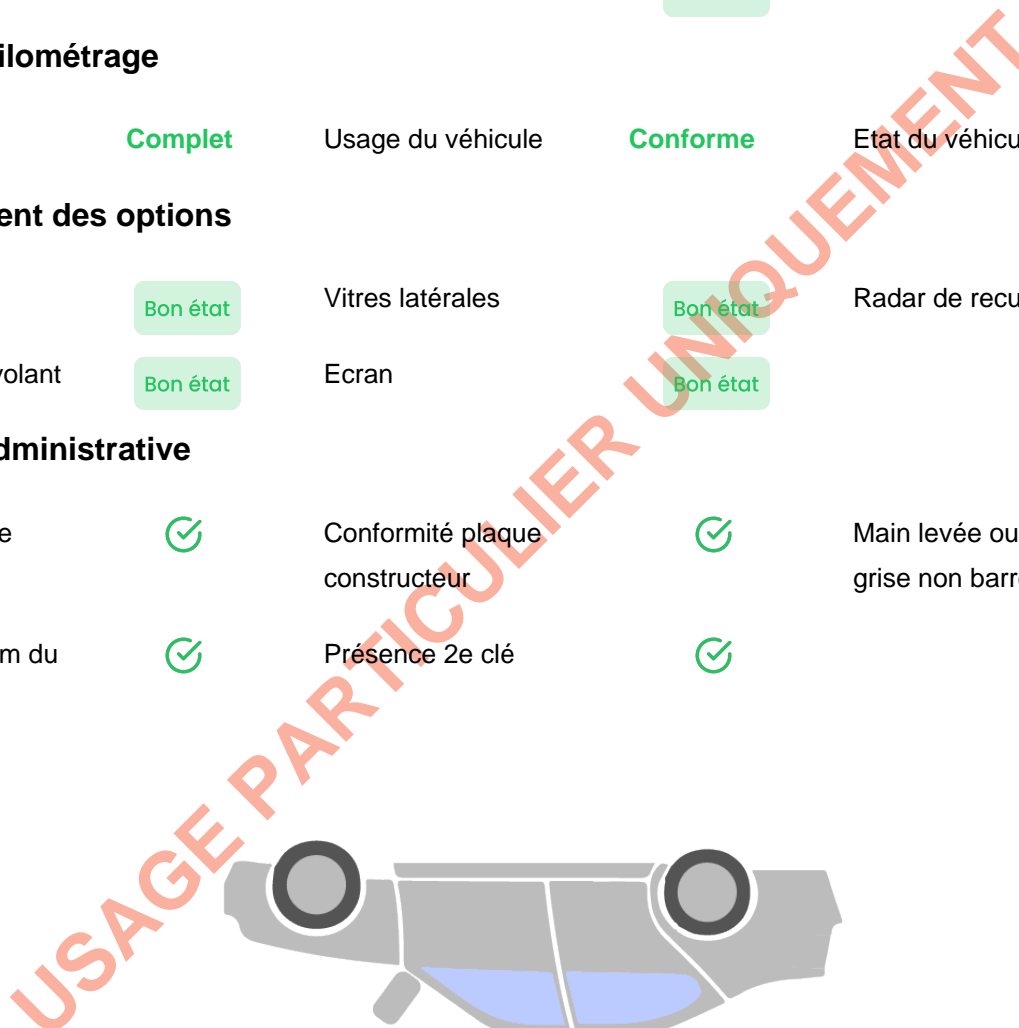 ilométrage
Complet Usage du véhicule Conforme Etat du véhicu
ent des options
Bon état Vitres latérales Bon état Radar de recu
volant Bon état Ecran Bon état
dministrative
e Conformité plaque Main levée ou
constructeur grise non barr
m du Présence 2e clé
USAGE PARTICULIER UNIQUEMENT